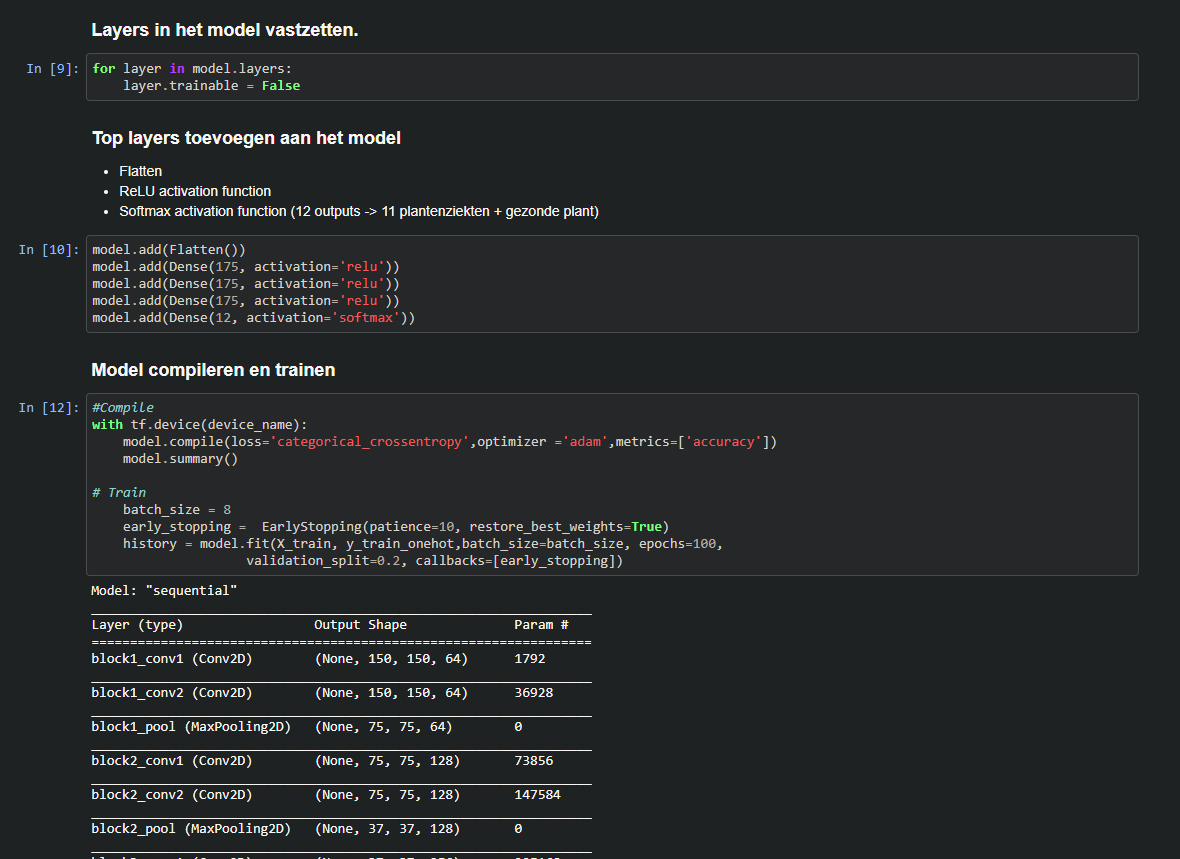 Layers in het model vastzetten.
In [9]: for layer in model.layers:
    layer.trainable = False
Top layers toevoegen aan het model
• Flatten
• ReLU activation function
• Softmax activation function (12 outputs -> 11 plantenziekten + gezonde plant)
In [10]: model.add(Flatten())
model.add(Dense(175, activation='relu'))
model.add(Dense(175, activation='relu'))
model.add(Dense(175, activation='relu'))
model.add(Dense(12, activation='softmax'))
Model compileren en trainen
In [12]: #Compile
with tf.device(device_name):
    model.compile(loss='categorical_crossentropy',optimizer ='adam',metrics=['accuracy'])
    model.summary()
# Train
    batch_size = 8
    early_stopping =  EarlyStopping(patience=10, restore_best_weights=True)
    history = model.fit(X_train, y_train_onehot,batch_size=batch_size, epochs=100,
                    validation_split=0.2, callbacks=[early_stopping])
Model: "sequential"
Layer (type)                 Output Shape              Param #
block1_conv1 (Conv2D)        (None, 150, 150, 64)      1792
block1_conv2 (Conv2D)        (None, 150, 150, 64)      36928
block1_pool (MaxPooling2D)   (None, 75, 75, 64)        0
block2_conv1 (Conv2D)        (None, 75, 75, 128)       73856
block2_conv2 (Conv2D)        (None, 75, 75, 128)       147584
block2_pool (MaxPooling2D)   (None, 37, 37, 128)       0